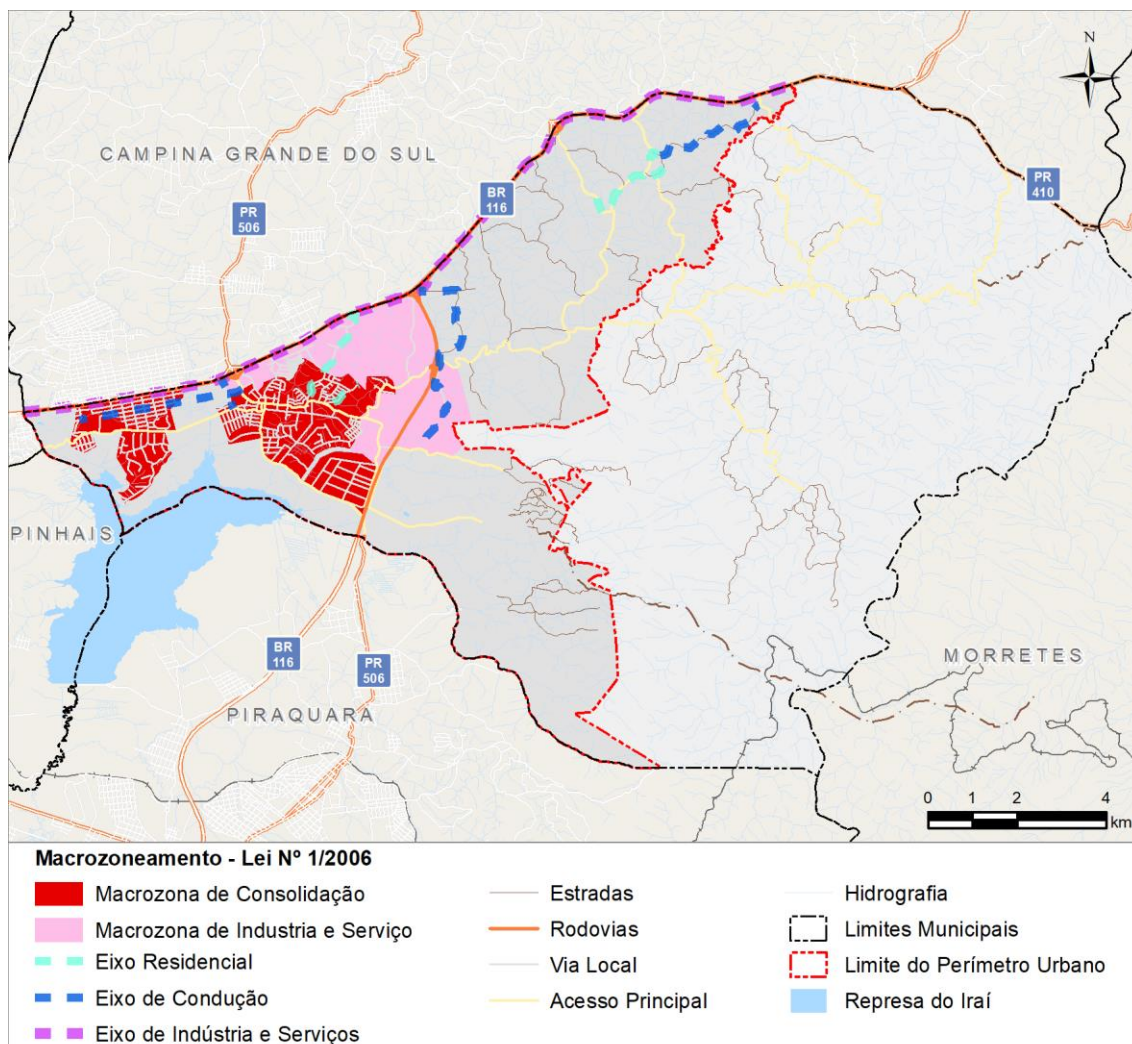 N
CAMPINA GRANDE DO SUL
PR
506
BR
116
PR
410
PINHAIS
BR
116
PR
506
PIRAQUARA
MORRETES
0 1 2 4
km
Macrozoneamento - Lei Nº 1/2006
Macrozona de Consolidação
Macrozona de Industria e Serviço
Eixo Residencial
Eixo de Condução
Eixo de Indústria e Serviços
Estradas
Rodovias
Via Local
Acesso Principal
Hidrografia
Limites Municipais
Limite do Perímetro Urbano
Represa do Iraí